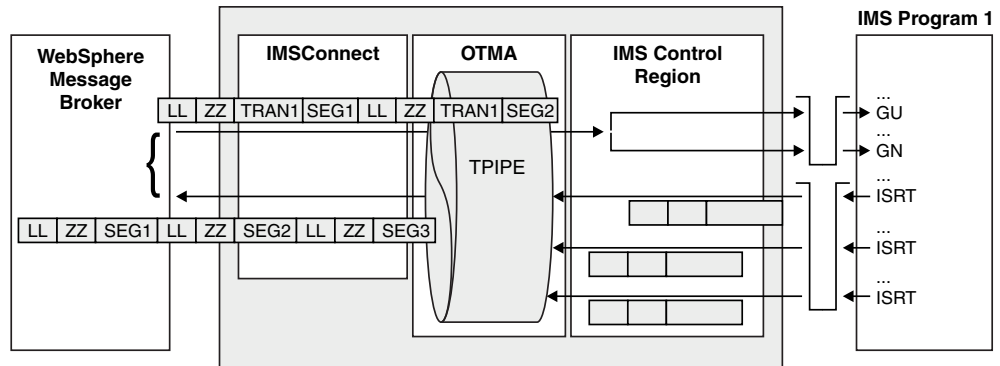 IMS Program 1
WebSphere
Message
Broker
IMSConnect
OTMA
IMS Control
Region
LL ZZ TRAN1 SEG1 LL ZZ TRAN1 SEG2
TPIPE
LL ZZ SEG1 LL ZZ SEG2 LL ZZ SEG3
...
GU
...
GN
...
ISRT
...
ISRT
...
ISRT